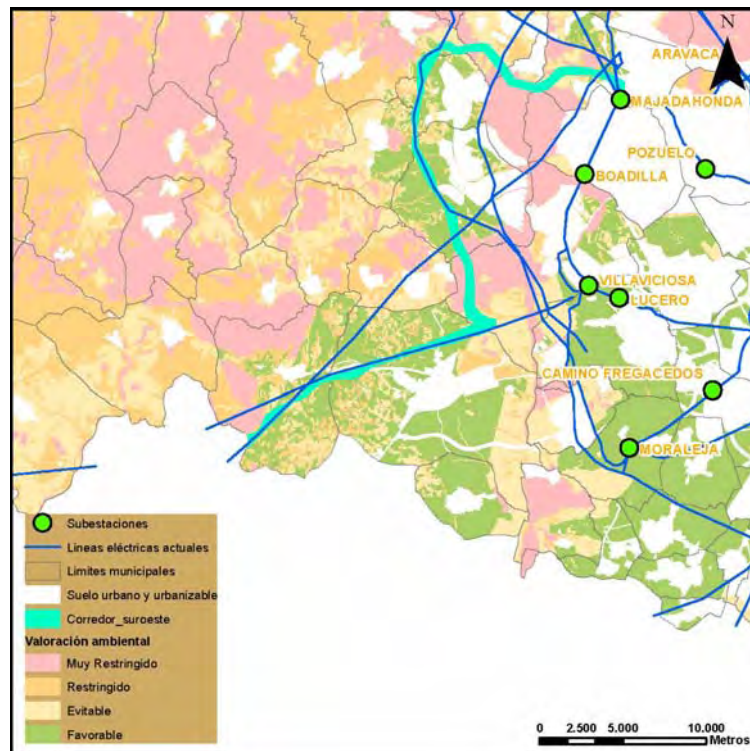 N
ARAVACA
MAJADAHONDA
POZUELO
BOADILLA
VILLAVICIOSA
LUCERO
CAMINO FREGACEDOS
MORALEJA
Subestaciones
Lineas eléctricas actuales
Limites municipales
Suelo urbano y urbanizable
Corredor_suroeste
Valoración ambiental
Muy Restringido
Restringido
Evitable
Favorable
0 2.500 5.000 10.000
Metros